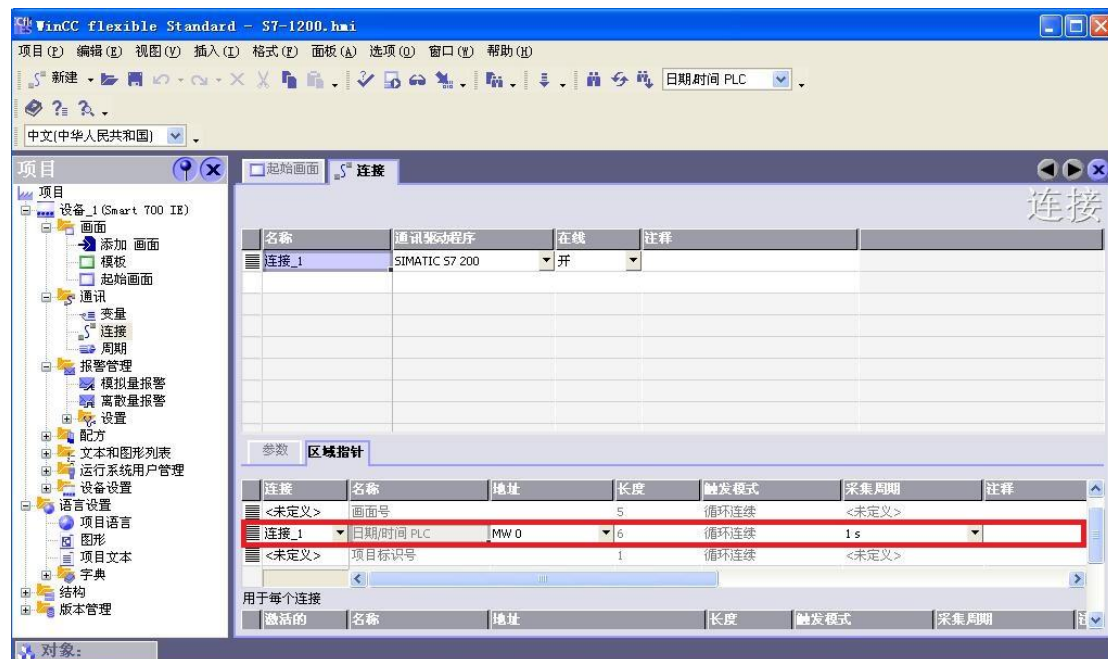 WinCC flexible Standard - S7-1200.hmi
项目(P) 编辑(E) 视图(V) 插入(I) 格式(F) 面板(A) 选项(O) 窗口(W) 帮助(H)
新建 日期/时间 PLC
中文(中华人民共和国)
项目
起始画面 连接
项目
设备_1(Smart 700 IE)
画面
添加 画面
模板
起始画面
通讯
变量
连接
周期
报警管理
模拟量报警
离散量报警
设置
配方
文本和图形列表
运行系统用户管理
设备设置
语言设置
项目语言
图形
项目文本
字典
结构
版本管理
连接
名称 通讯驱动程序 在线 注释
连接_1 SIMATIC S7 200 开
参数 区域指针
连接 名称 地址 长度 触发模式 采集周期 注释
<未定义> 画面号 5 循环连续 <未定义>
连接_1 日期/时间 PLC MW 0 6 循环连续 1 s
<未定义> 项目标识号 1 循环连续 <未定义>
用于每个连接
激活的 名称 地址 长度 触发模式 采集周期
对象: